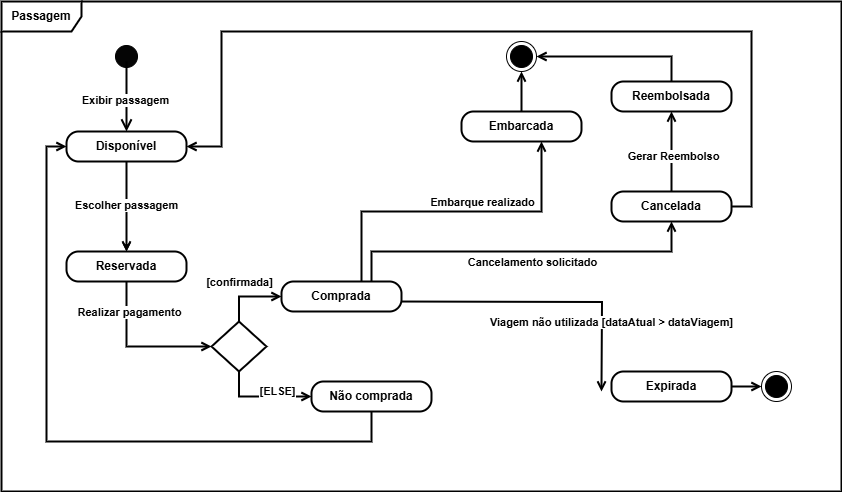 Passagem
Exibir passagem
Disponível
Escolher passagem
Reservada
Realizar pagamento
[confirmada]
Comprada
[ELSE]
Não comprada
Embarque realizado
Embarcada
Cancelamento solicitado
Cancelada
Gerar Reembolso
Reembolsada
Viagem não utilizada [dataAtual > dataViagem]
Expirada